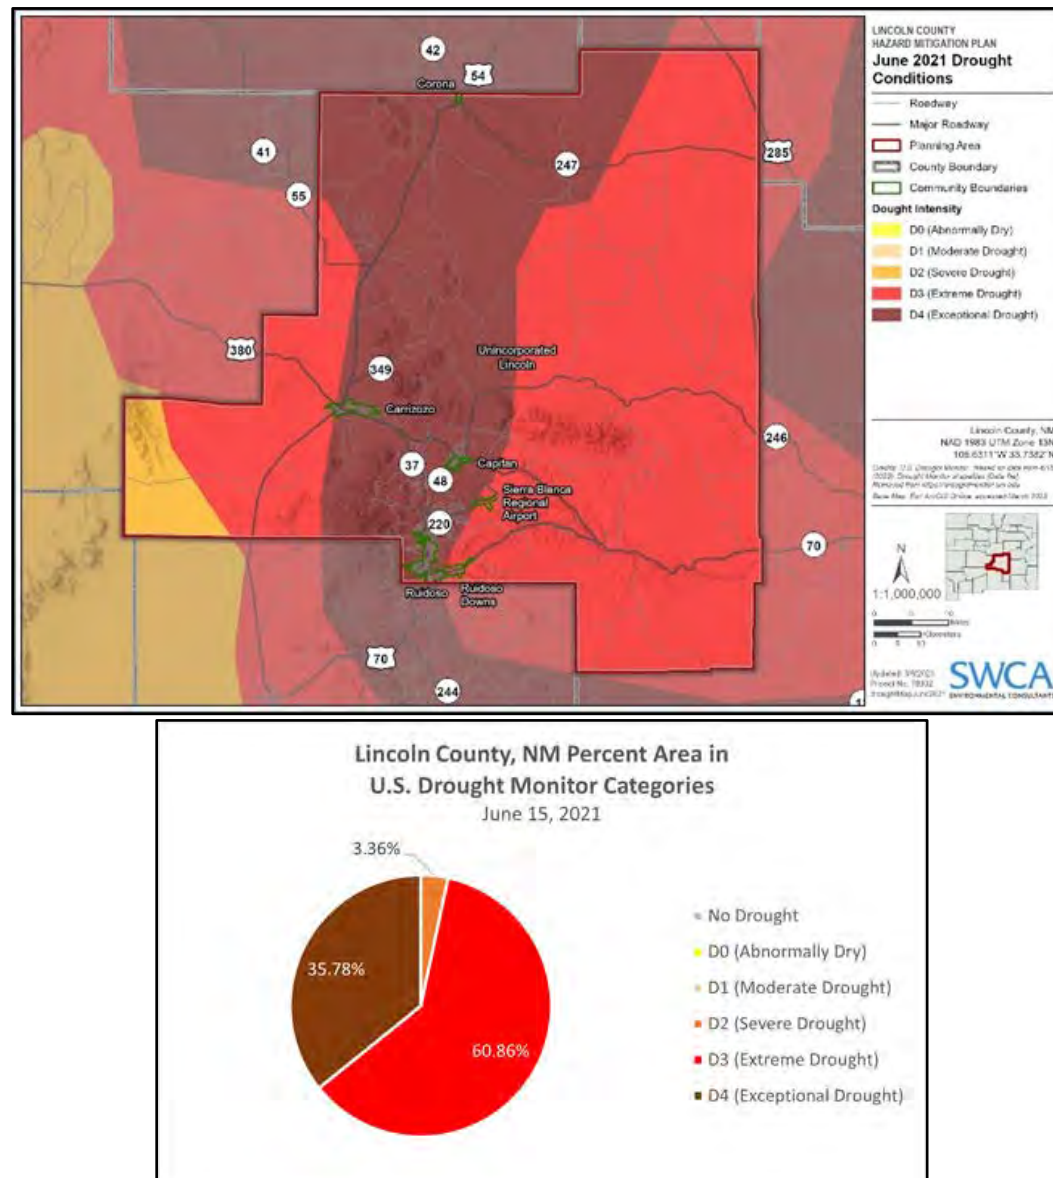 LINCOLN COUNTY
HAZARD MITIGATION PLAN
June 2021 Drought
Conditions
Roadway
Major Roadway
Planning Area
County Boundary
Community Boundaries
Dought Intensity
D0 (Abnormally Dry)
D1 (Moderate Drought)
D2 (Severe Drought)
D3 (Extreme Drought)
D4 (Exceptional Drought)
Lincoln County, NM
NAD 1983 UTM Zone 13N
N
1:1,000,000
SWCA
ENVIRONMENTAL CONSULTANTS
42
54
Corona
41
247
285
55
380
Unincorporated
Lincoln
349
Carrizozo
246
37
Capitan
48
Sierra Blanca
Regional
Airport
220
70
Ruidoso
Ruidoso
Downs
70
244
Lincoln County, NM Percent Area in
U.S. Drought Monitor Categories
June 15, 2021
3.36%
35.78%
60.86%
No Drought
D0 (Abnormally Dry)
D1 (Moderate Drought)
D2 (Severe Drought)
D3 (Extreme Drought)
D4 (Exceptional Drought)